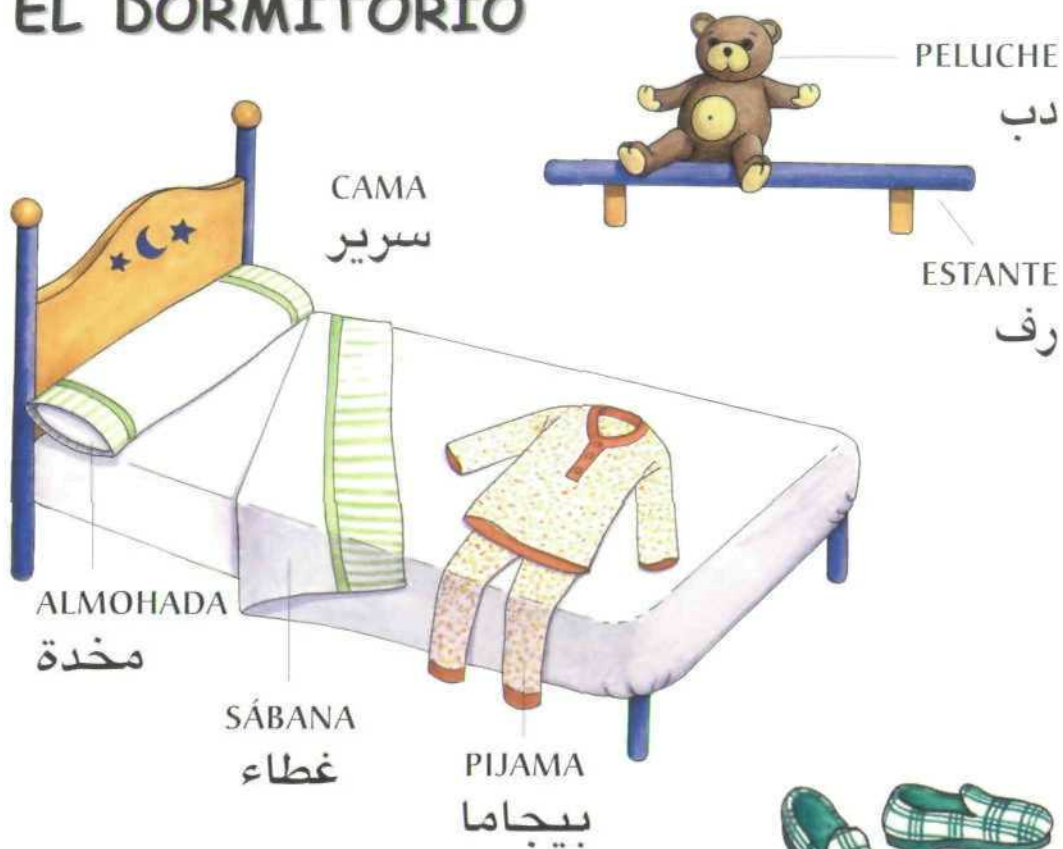 EL DORMITORIO
PELUCHE
دب
CAMA
سرير
ESTANTE
رف
ALMOHADA
مخدة
SÁBANA
غطاء
PIJAMA
بيجاما